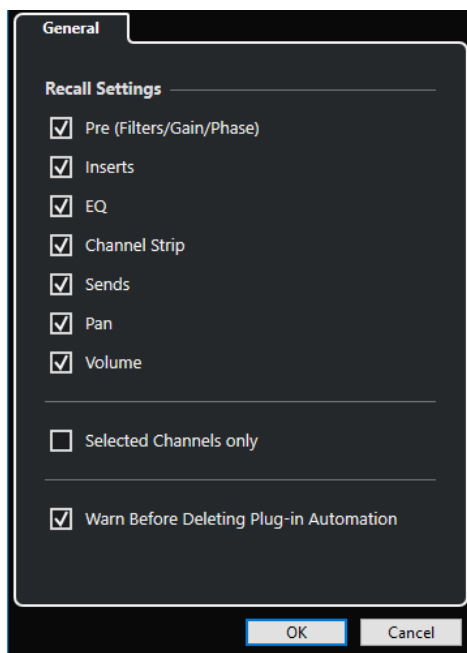 General
Recall Settings
Pre (Filters/Gain/Phase)
Inserts
EQ
Channel Strip
Sends
Pan
Volume
Selected Channels only
Warn Before Deleting Plug-in Automation
OK Cancel